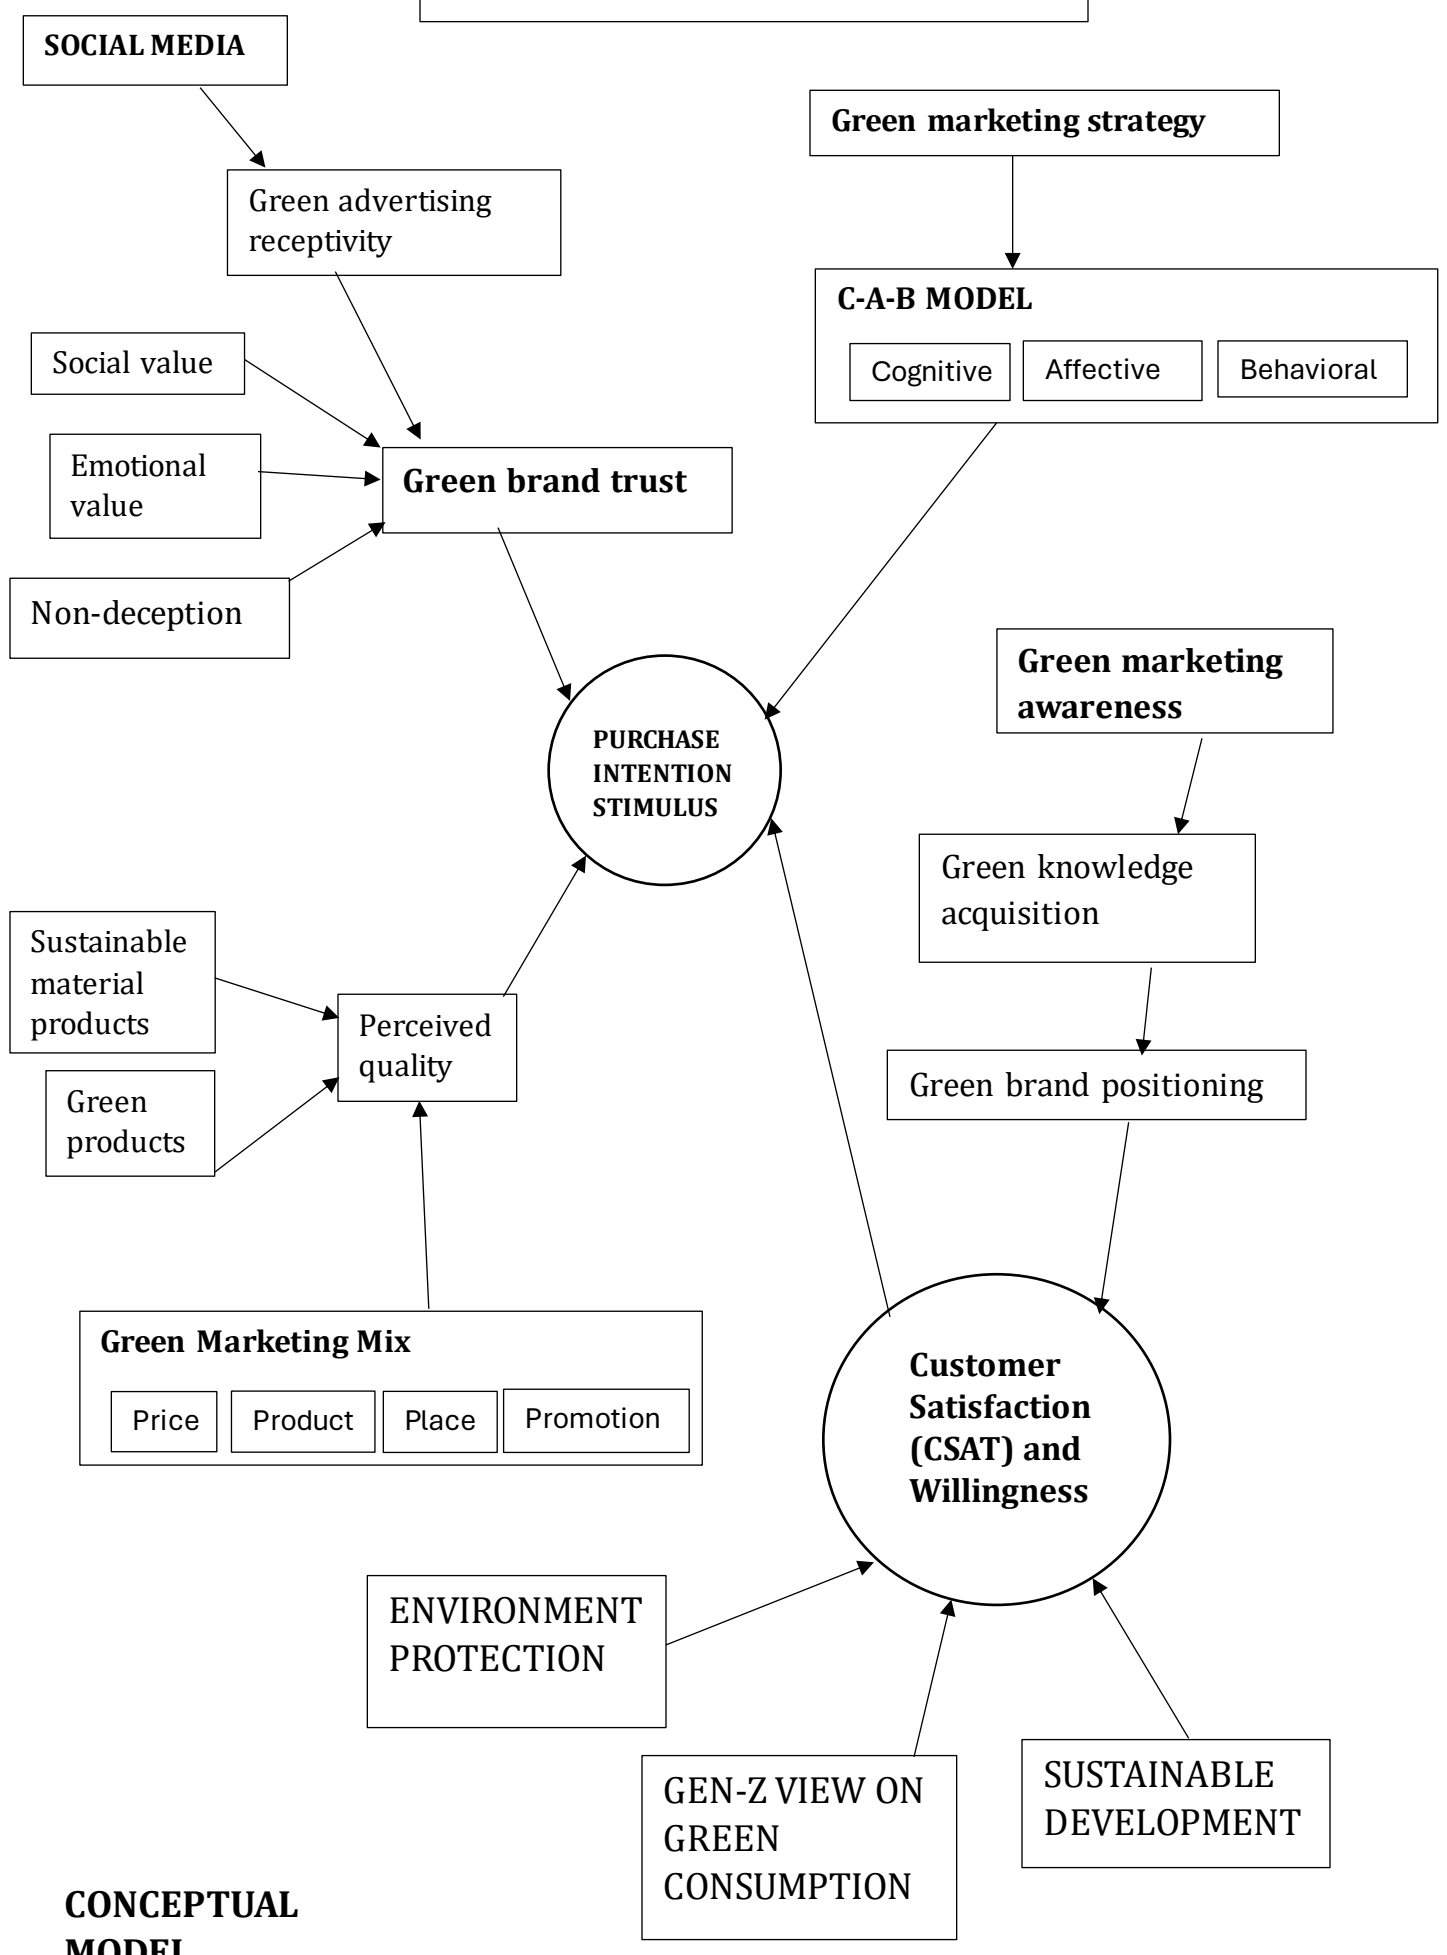 SOCIAL MEDIA
Green marketing strategy
Green advertising
receptivity
C-A-B MODEL
Cognitive
Affective
Behavioral
Social value
Emotional
value
Green brand trust
Non-deception
Green marketing
awareness
PURCHASE
INTENTION
STIMULUS
Green knowledge
acquisition
Sustainable
material
products
Perceived
quality
Green brand positioning
Green
products
Green Marketing Mix
Price
Product
Place
Promotion
Customer
Satisfaction
(CSAT) and
Willingness
ENVIRONMENT
PROTECTION
GEN-Z VIEW ON
GREEN
CONSUMPTION
SUSTAINABLE
DEVELOPMENT
CONCEPTUAL
MODEL